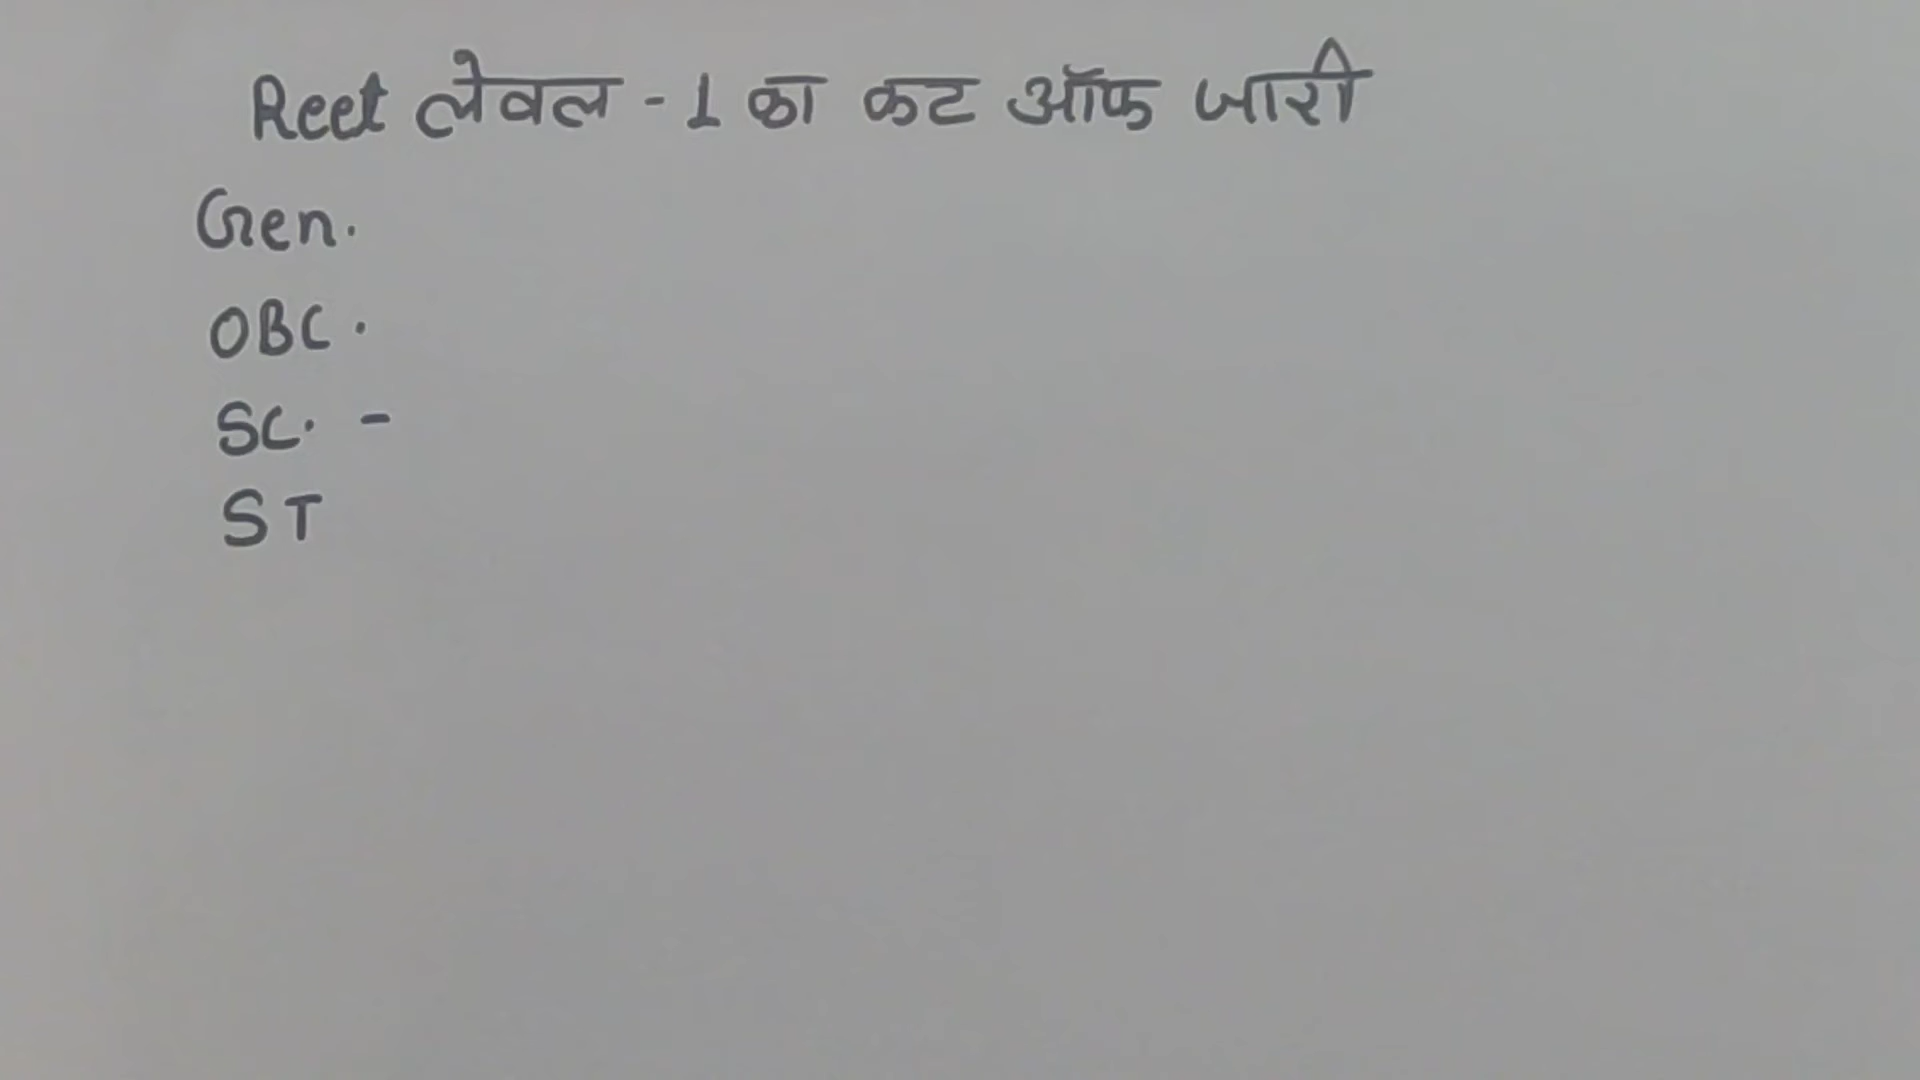 Reet लेवल - 1 का कट ऑफ जारी
Gen.
OBC.
SC. -
ST